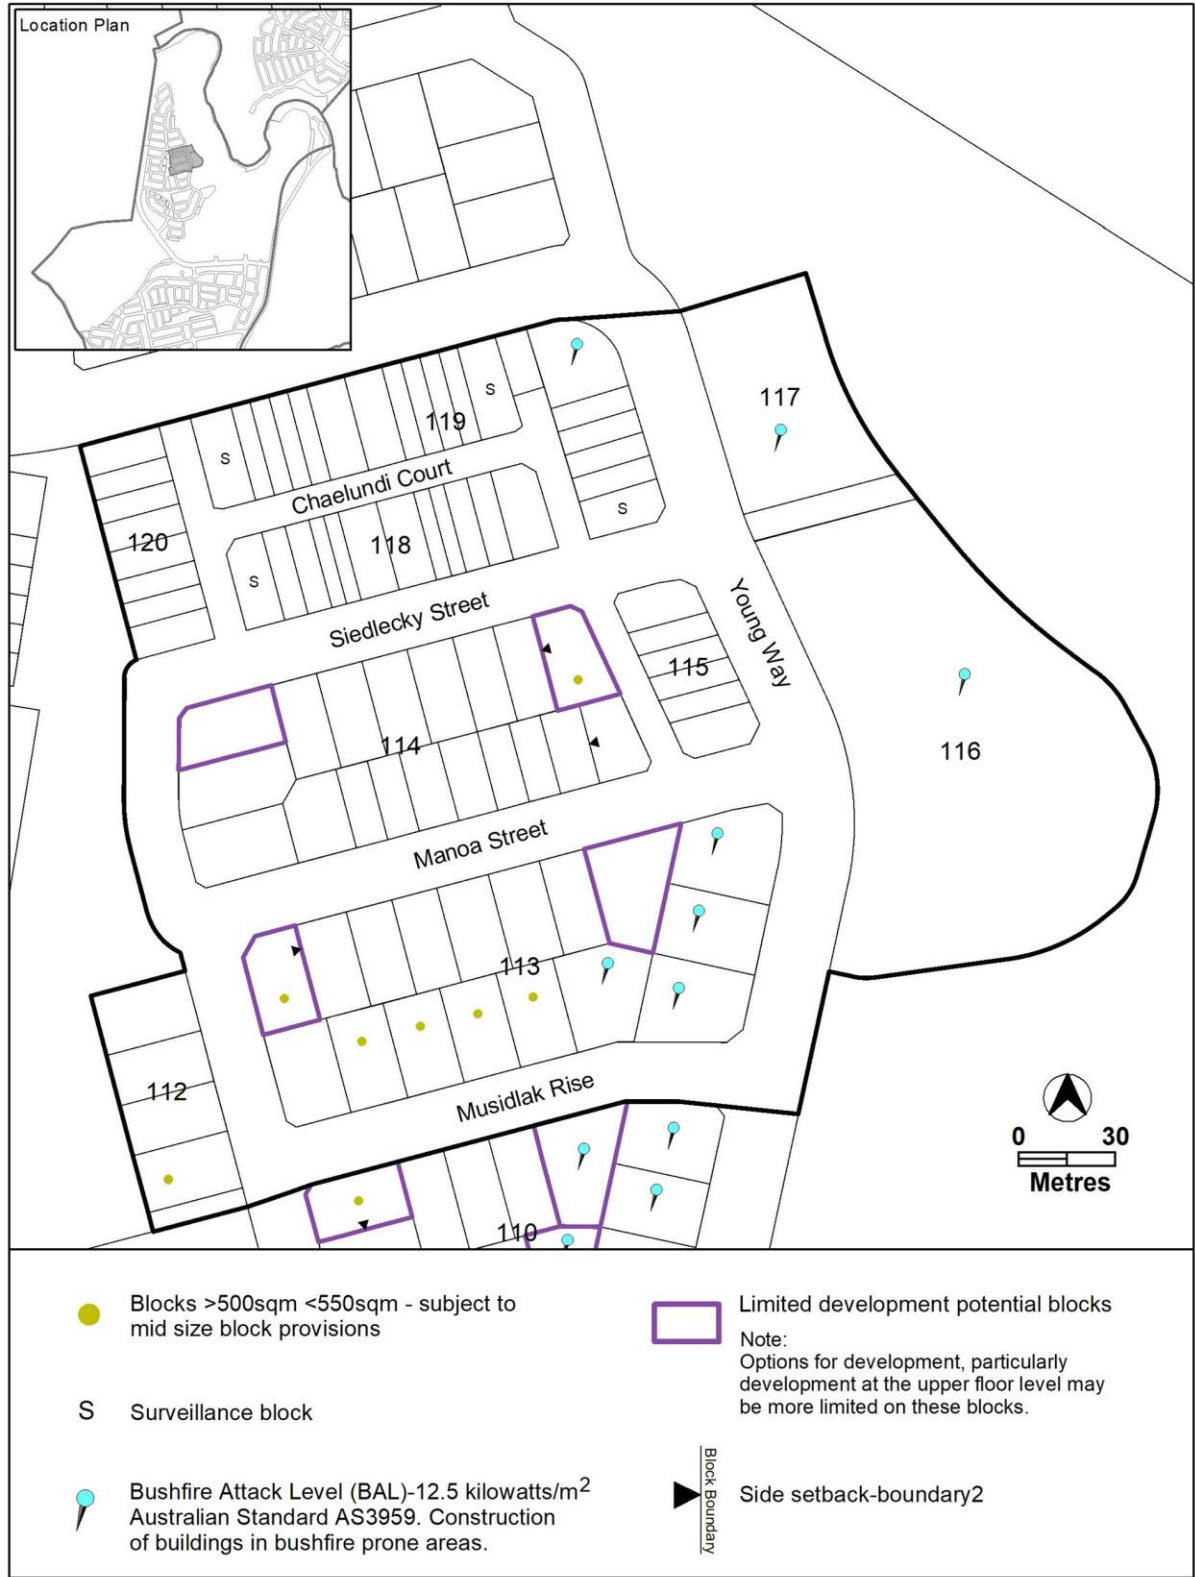 Location Plan
117
S
119
S
Chaelundi Court
S
120
118
S
Siedlecky Street
Young Way
115
114
116
Manoa Street
113
112
Musidlak Rise
0 30
Metres
110
Blocks >500sqm <550sqm - subject to
mid size block provisions
S Surveillance block
Bushfire Attack Level (BAL)-12.5 kilowatts/m²
Australian Standard AS3959. Construction
of buildings in bushfire prone areas.
Limited development potential blocks
Note:
Options for development, particularly
development at the upper floor level may
be more limited on these blocks.
Block Boundary
Side setback-boundary2